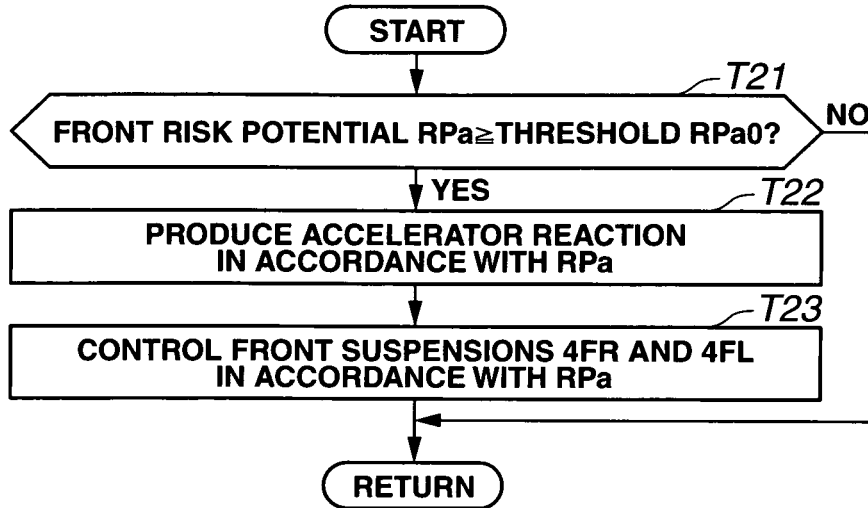 START
T21
FRONT RISK POTENTIAL RPa≧THRESHOLD RPa0?
NO
YES
T22
PRODUCE ACCELERATOR REACTION
IN ACCORDANCE WITH RPa
T23
CONTROL FRONT SUSPENSIONS 4FR AND 4FL
IN ACCORDANCE WITH RPa
RETURN